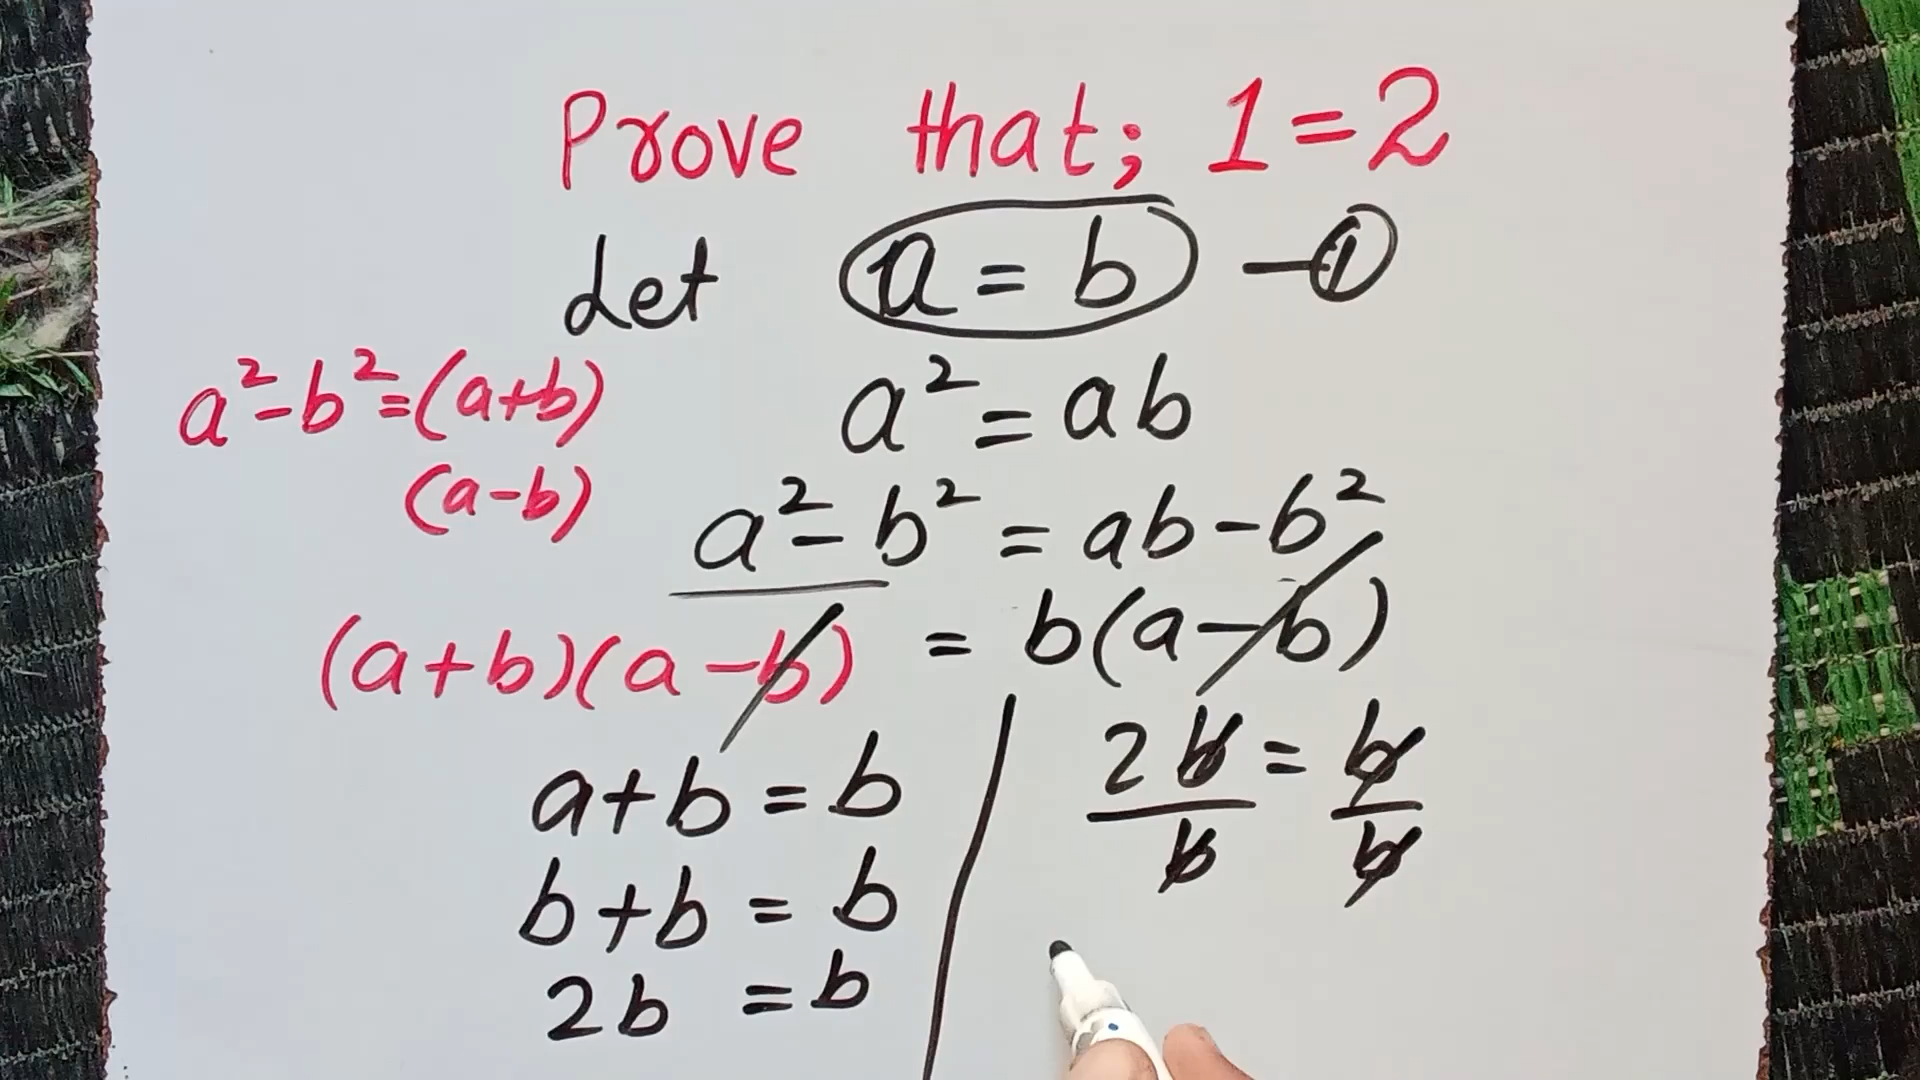 Prove that; 1=2
Let a = b —①
a²-b²=(a+b)
(a-b)
a² = ab
a²-b² = ab-b²
(a+b)(a-b) = b(a-b)
a+b=b
b+b = b
2b = b
2b/b = b/b